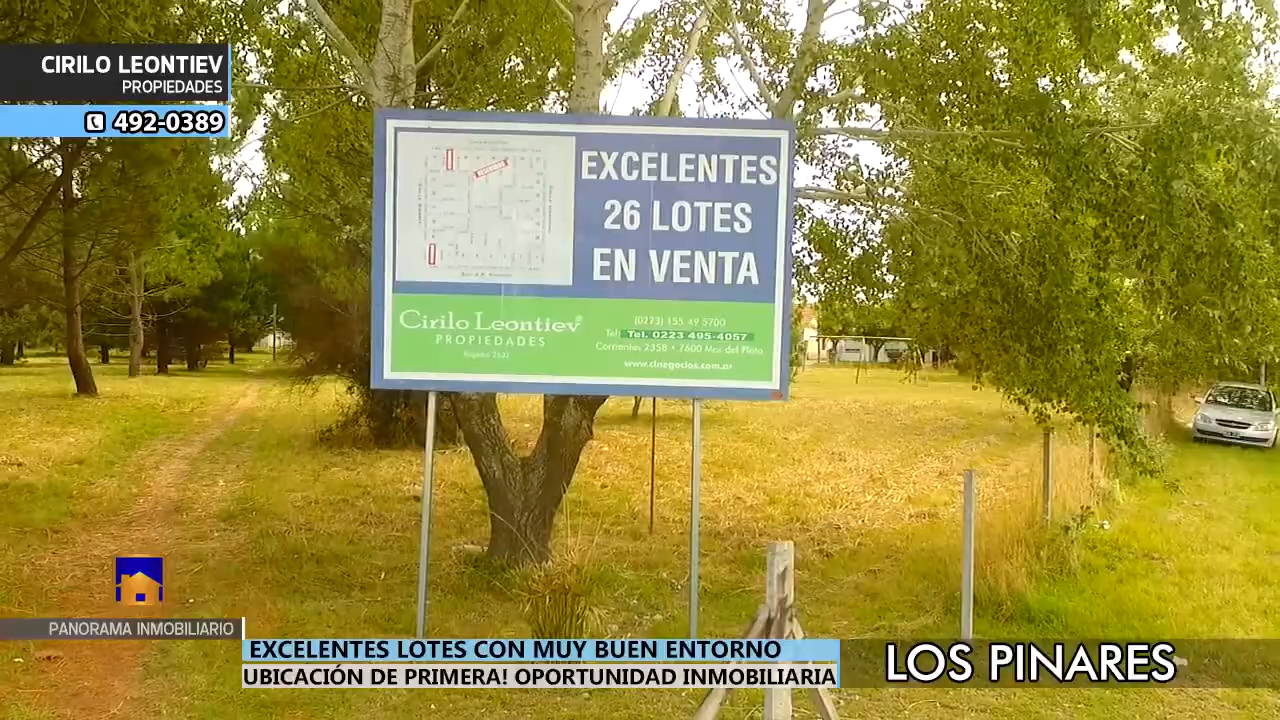 CIRILO LEONTIEV
PROPIEDADES
492-0389
RESERVADO
EXCELENTES
26 LOTES
EN VENTA
Cirilo Leontiev
PROPIEDADES
(0223) 155 49 5700
Tel: Tel. 0223 495-4057
Corrientes 2358 • 7600 Mar del Plata
www.clnegocios.com.ar
PANORAMA INMOBILIARIO
EXCELENTES LOTES CON MUY BUEN ENTORNO
UBICACIÓN DE PRIMERA! OPORTUNIDAD INMOBILIARIA
LOS PINARES